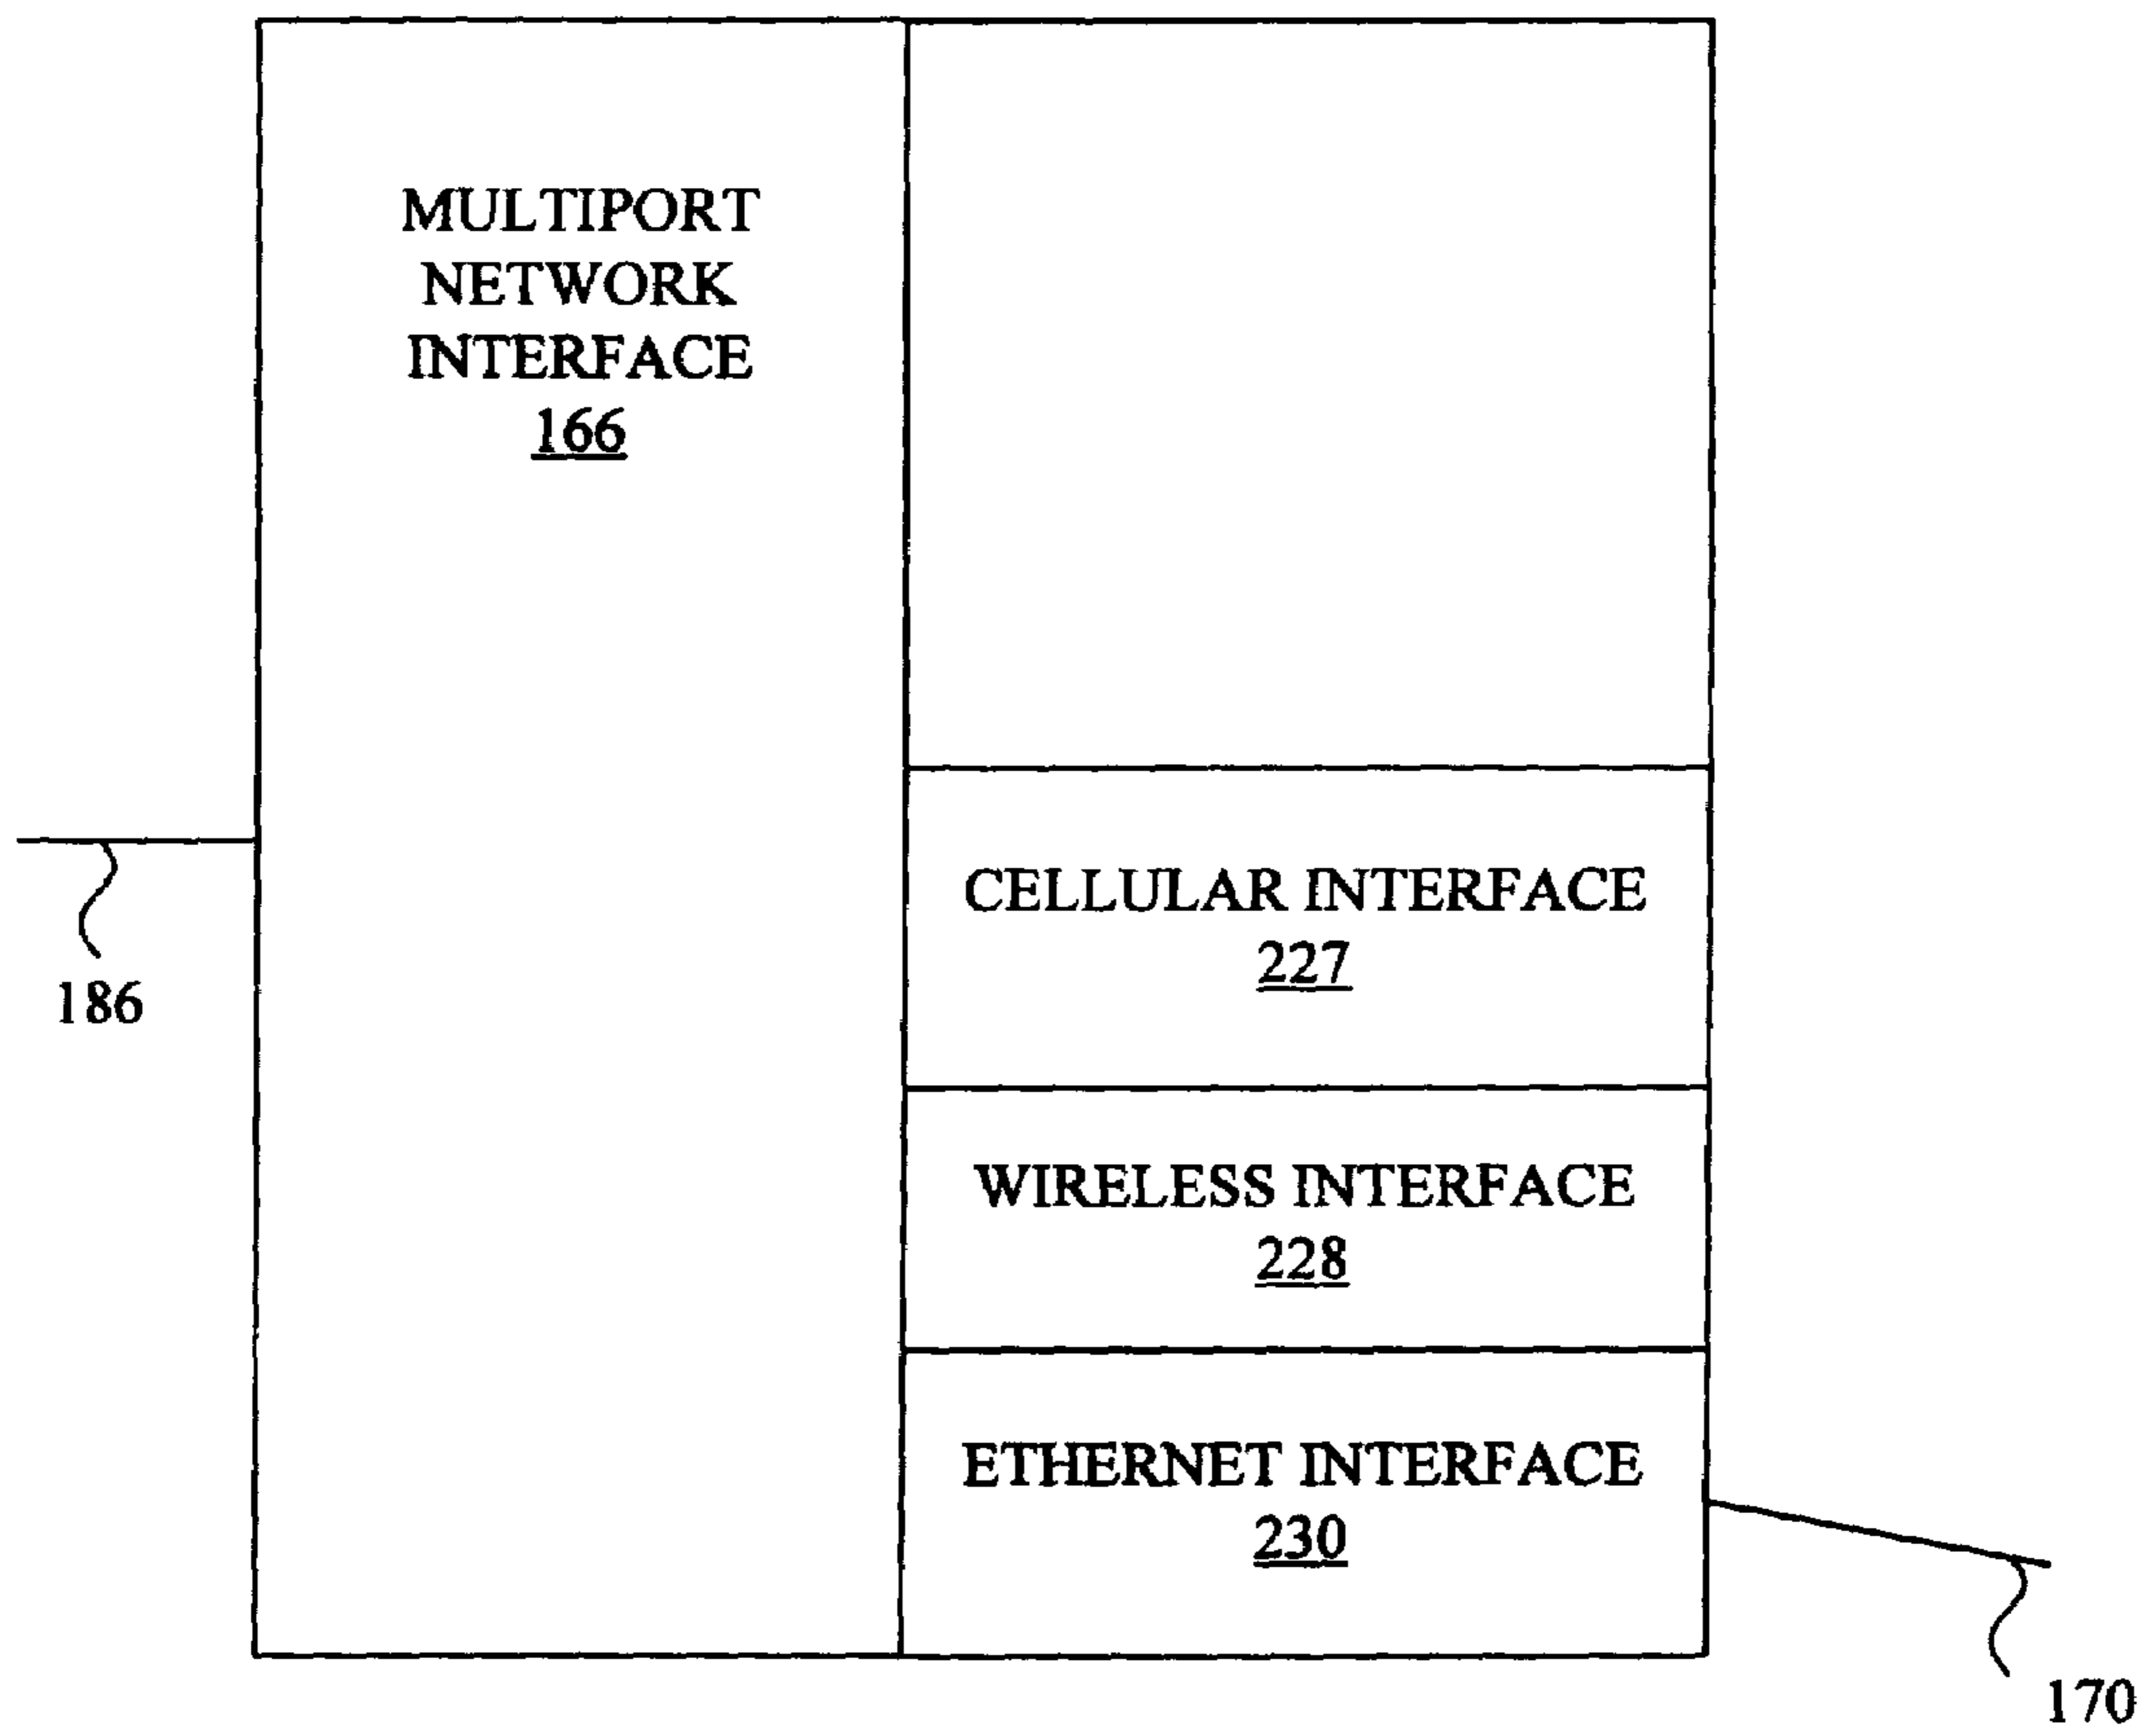 MULTIPORT
NETWORK
INTERFACE
166
CELLULAR INTERFACE
227
186
WIRELESS INTERFACE
228
ETHERNET INTERFACE
230
170